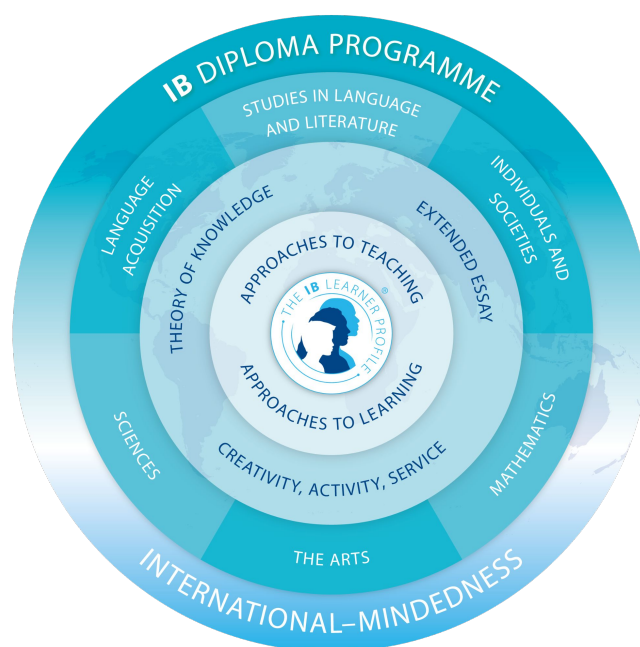 IB DIPLOMA PROGRAMME
STUDIES IN LANGUAGE
AND LITERATURE
LANGUAGE
ACQUISITION
INDIVIDUALS AND
SOCIETIES
THEORY OF KNOWLEDGE
EXTENDED ESSAY
APPROACHES TO TEACHING
THE IB LEARNER PROFILE
®
APPROACHES TO LEARNING
CREATIVITY, ACTIVITY, SERVICE
SCIENCES
MATHEMATICS
THE ARTS
INTERNATIONAL–MINDEDNESS